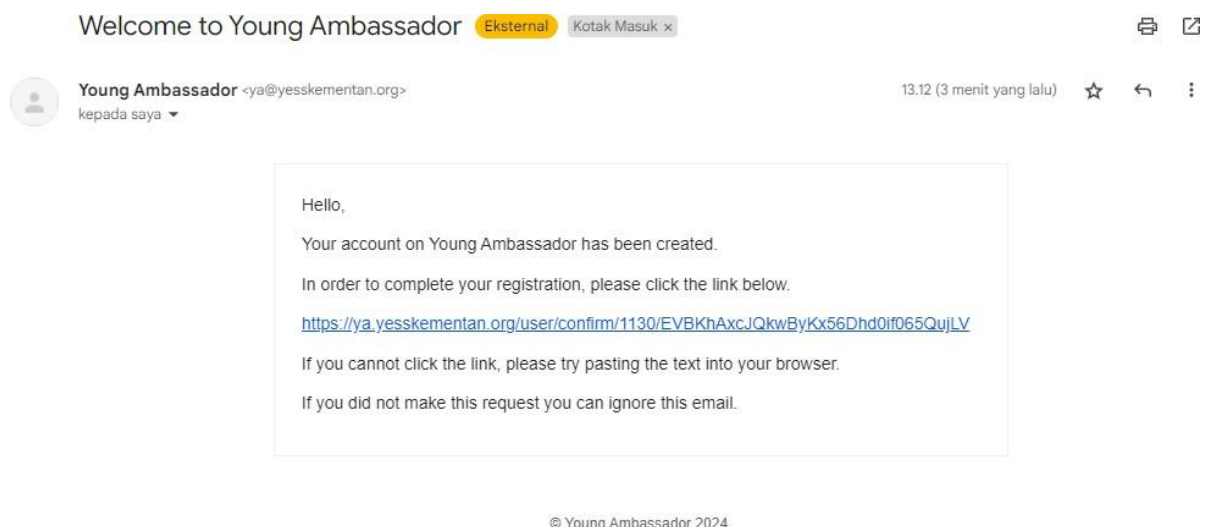 Welcome to Young Ambassador Eksternal Kotak Masuk ×
Young Ambassador <ya@yesskementan.org> 13.12 (3 menit yang lalu)
kepada saya
Hello,
Your account on Young Ambassador has been created.
In order to complete your registration, please click the link below.
https://ya.yesskementan.org/user/confirm/1130/EVBKhAxcJQkwByKx56Dhd0if065QujLV
If you cannot click the link, please try pasting the text into your browser.
If you did not make this request you can ignore this email.
© Young Ambassador 2024